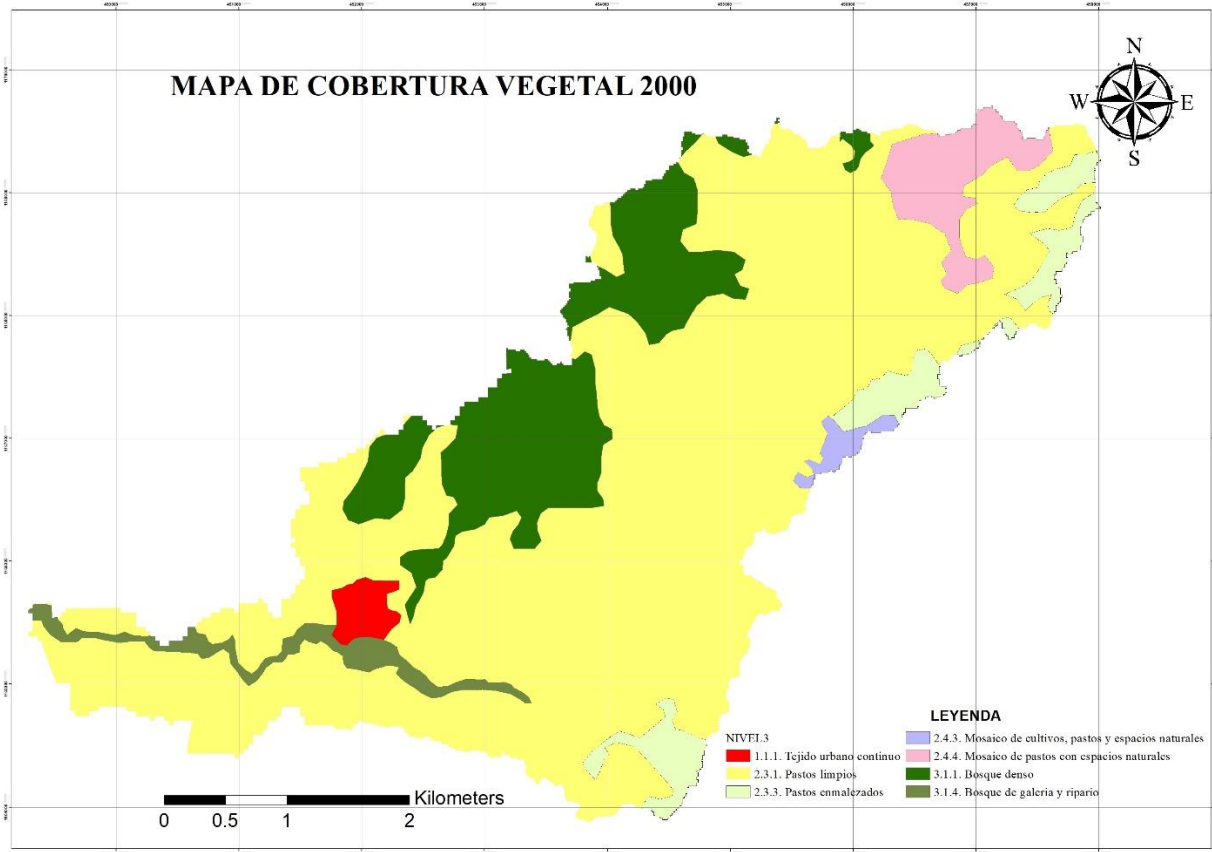 MAPA DE COBERTURA VEGETAL 2000
N
W E
S
LEYENDA
NIVEL3
1.1.1. Tejido urbano continuo
2.3.1. Pastos limpios
2.3.3. Pastos enmalezados
2.4.3. Mosaico de cultivos, pastos y espacios naturales
2.4.4. Mosaico de pastos con espacios naturales
3.1.1. Bosque denso
3.1.4. Bosque de galeria y ripario
Kilometers
0 0.5 1 2